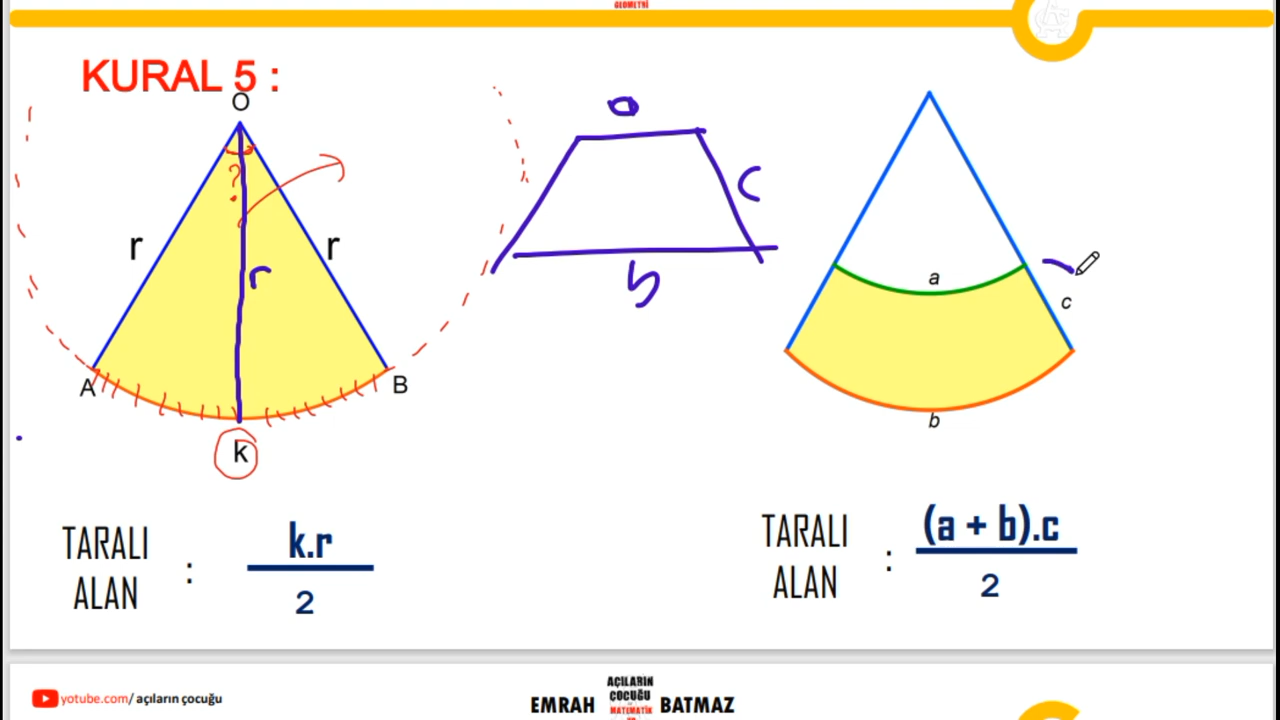 GEOMETRİ
KURAL 5 :
O
?
r
r
r
A
B
k
a
b
c
a
c
b
TARALI
ALAN
:
k.r
2
TARALI
ALAN
:
(a + b).c
2
yotube.com/ açıların çocuğu
EMRAH
AÇILARIN
ÇOCUĞU
MATEMATİK
BATMAZ